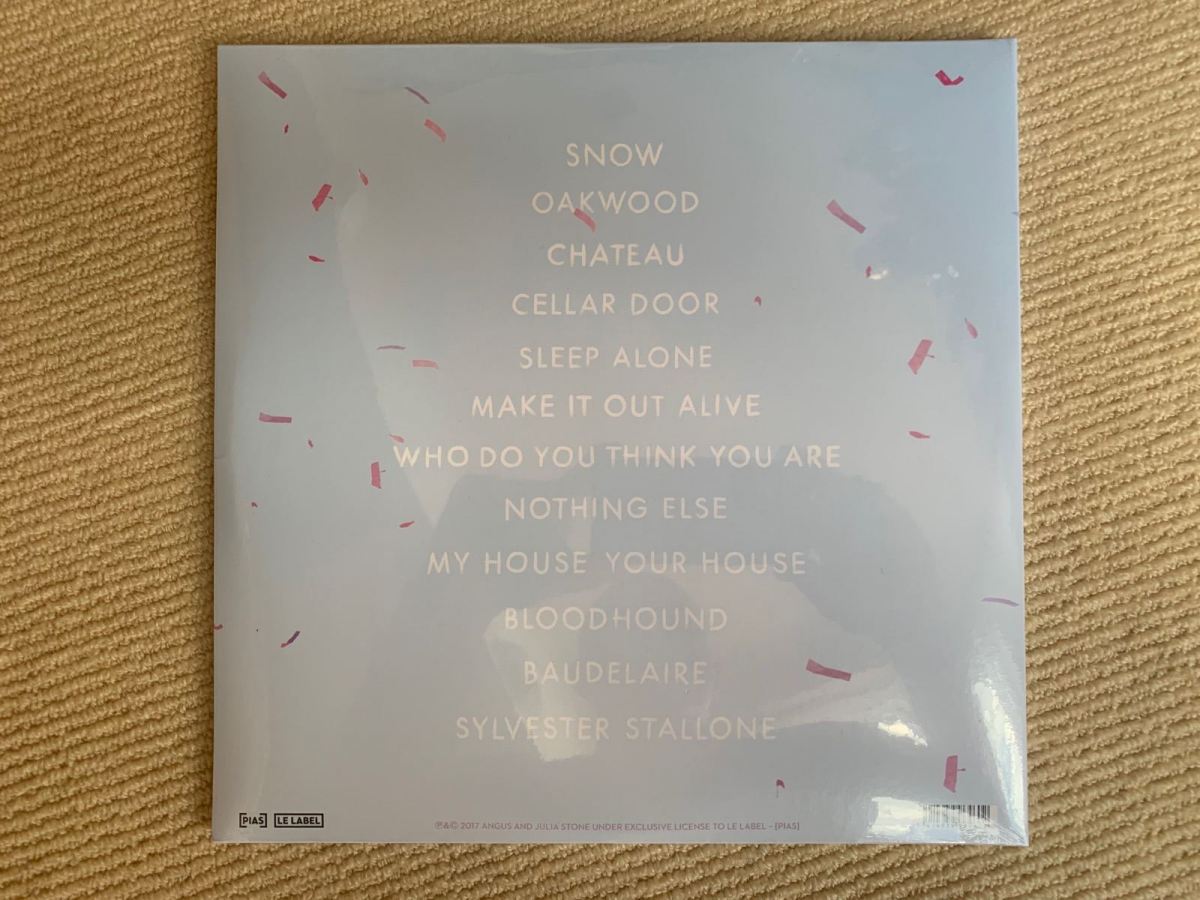 SNOW
OAKWOOD
CHATEAU
CELLAR DOOR
SLEEP ALONE
MAKE IT OUT ALIVE
WHO DO YOU THINK YOU ARE
NOTHING ELSE
MY HOUSE YOUR HOUSE
BLOODHOUND
BAUDELAIRE
SYLVESTER STALLONE
[PIAS] LE LABEL
℗&© 2017 ANGUS AND JULIA STONE UNDER EXCLUSIVE LICENSE TO LE LABEL – [PIAS]